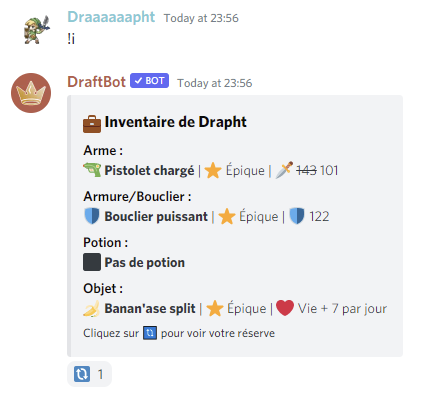 Draaaaaapht Today at 23:56
!i
DraftBot ✓ BOT Today at 23:56
Inventaire de Drapht
Arme :
Pistolet chargé | Épique | 143 101
Armure/Bouclier :
Bouclier puissant | Épique | 122
Potion :
Pas de potion
Objet :
Banan'ase split | Épique | Vie + 7 par jour
Cliquez sur 🔃 pour voir votre réserve
🔃 1